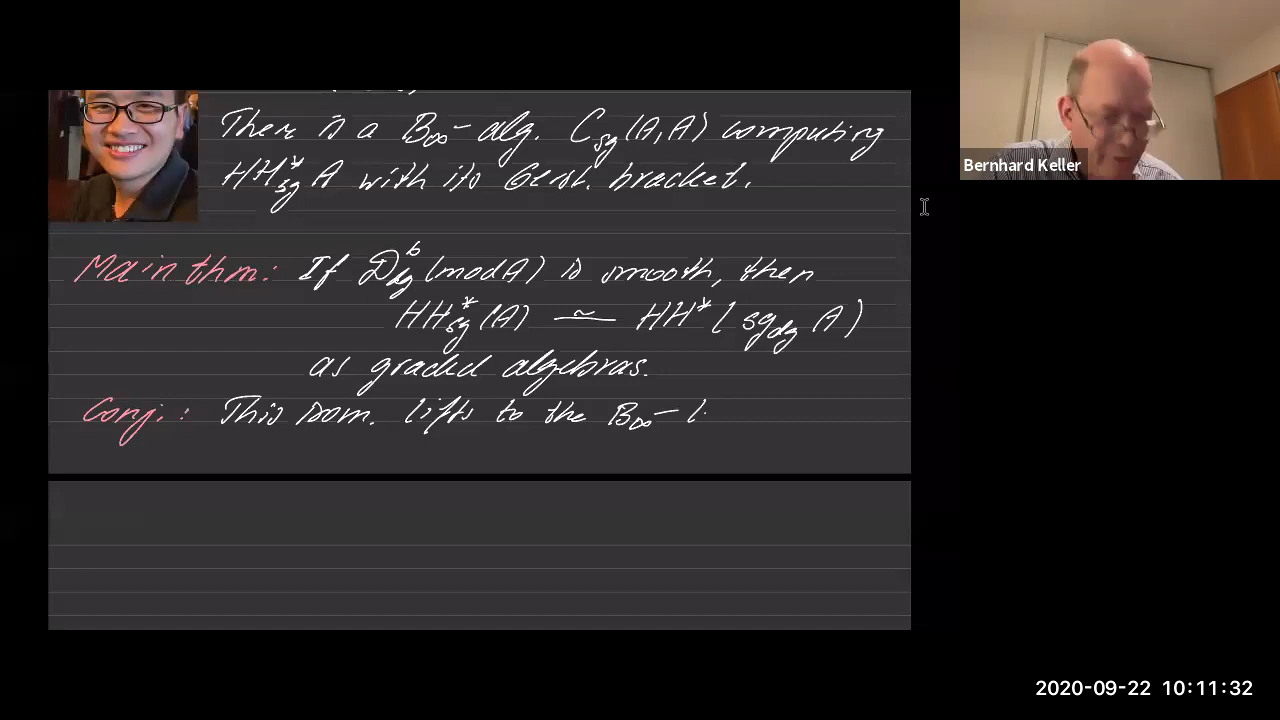 There is a B∞-alg. C_sg(A,A) computing
HH*_sg A with its Gerst. bracket.
Main thm: If D^b_dg(mod A) is smooth, then
HH*_sg(A) ≃ HH*(sg_dg A)
as graded algebras.
Conj.: This isom. lifts to the B∞-l
Bernhard Keller
2020-09-22 10:11:32